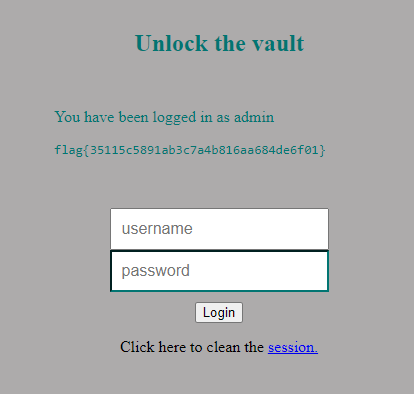 Unlock the vault
You have been logged in as admin
flag{35115c5891ab3c7a4b816aa684de6f01}
username
password
Login
Click here to clean the session.